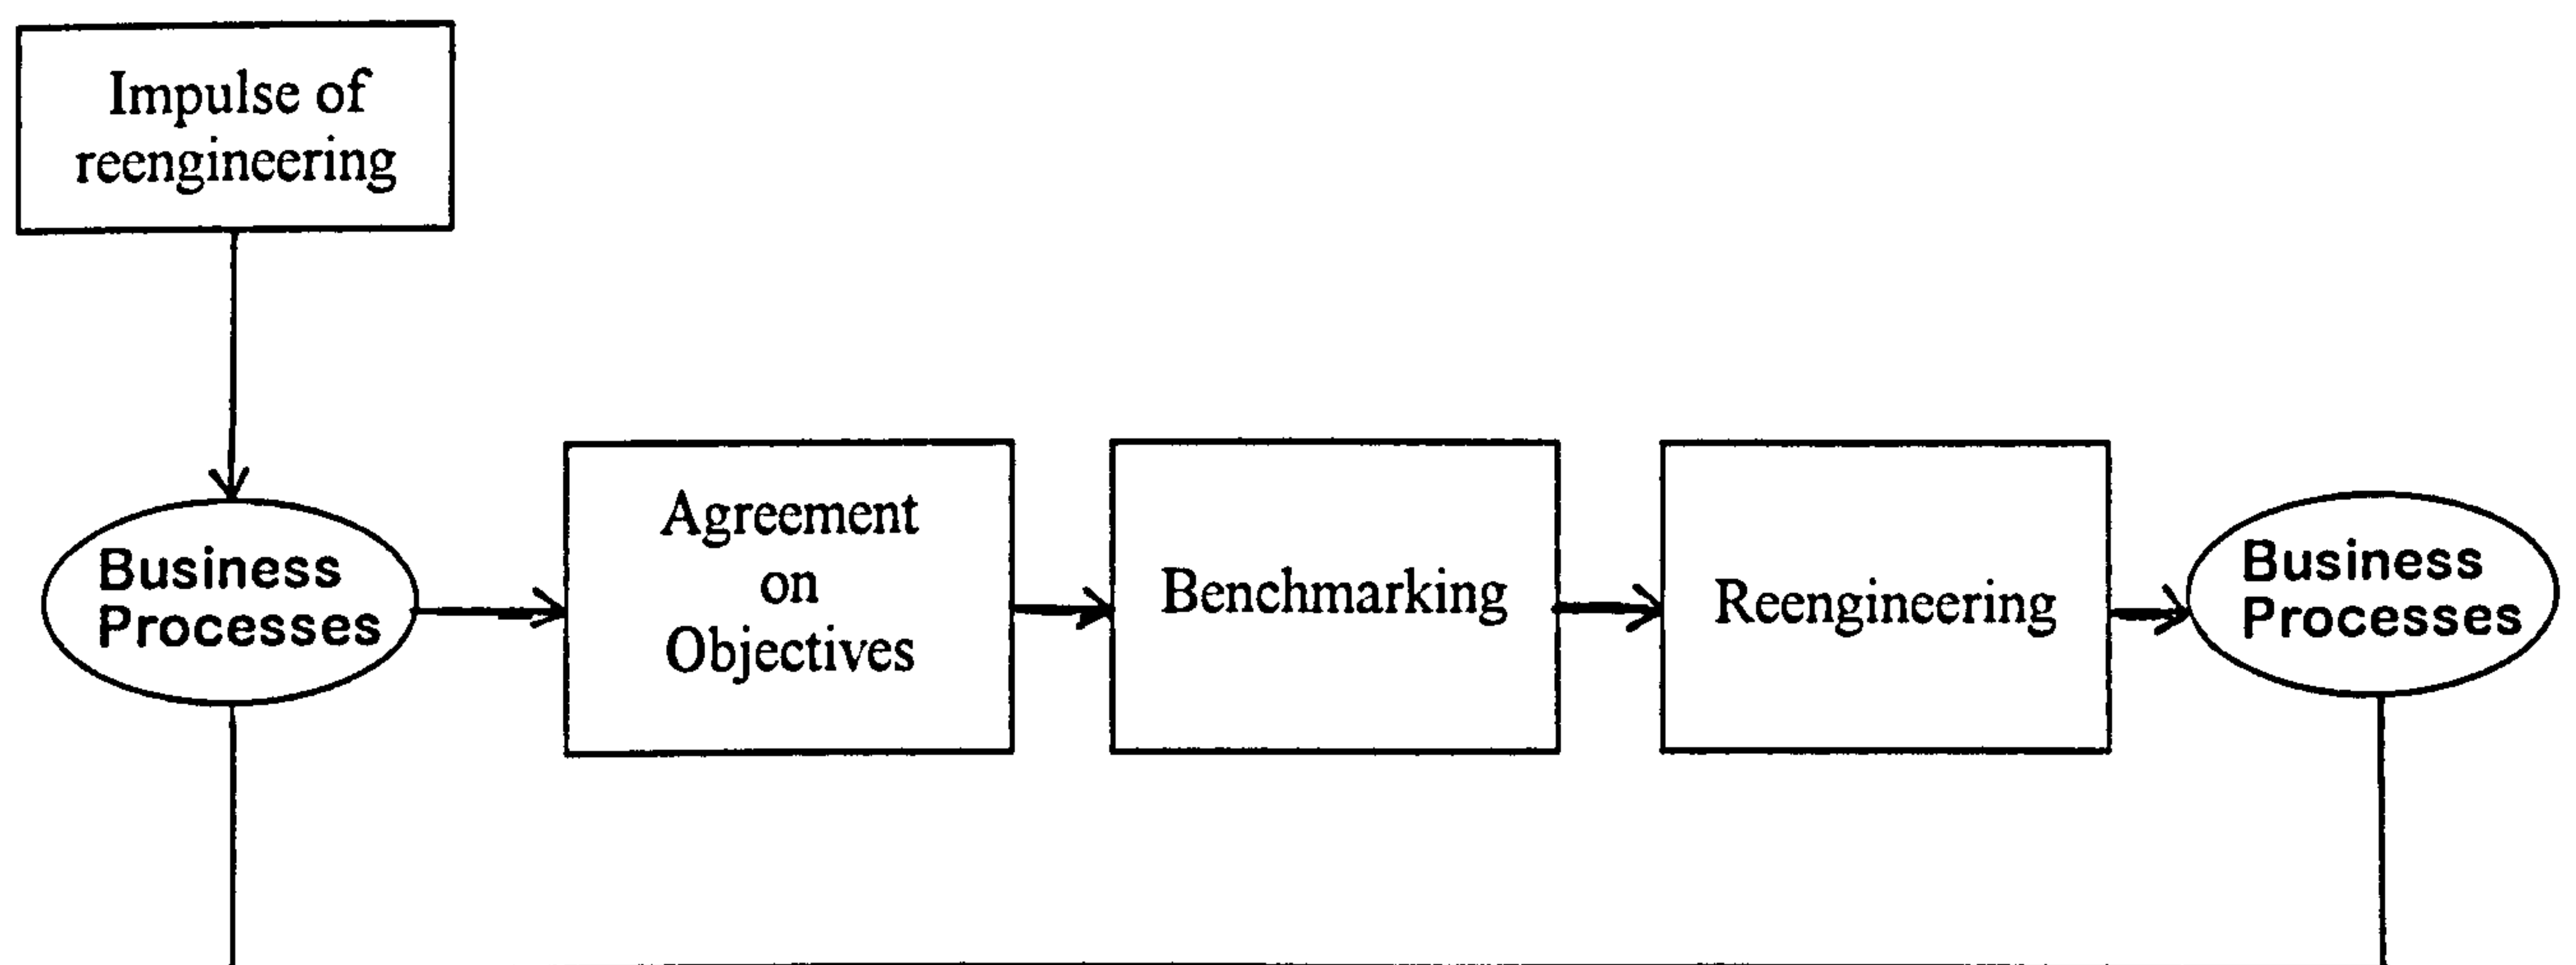 Impulse of
reengineering
Business
Processes
Agreement
on
Objectives
Benchmarking
Reengineering
Business
Processes